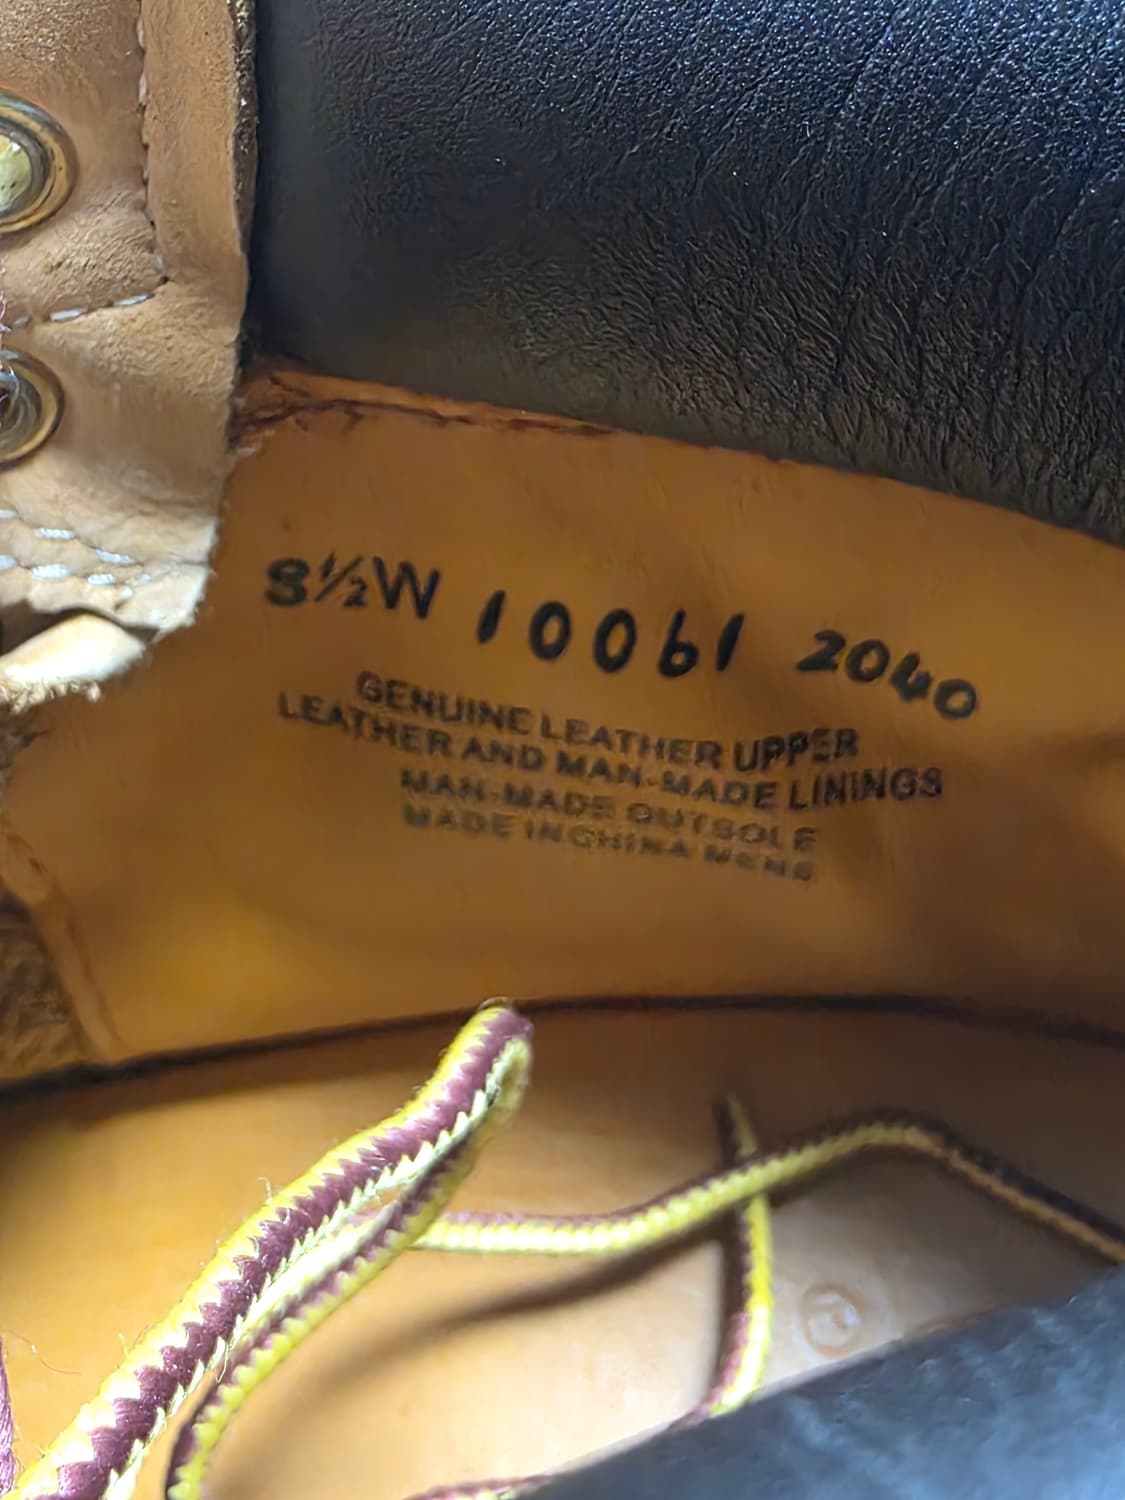 8½W 10061 2040
GENUINE LEATHER UPPER
LEATHER AND MAN-MADE LININGS
MAN-MADE OUTSOLE
MADE IN CHINA MENS